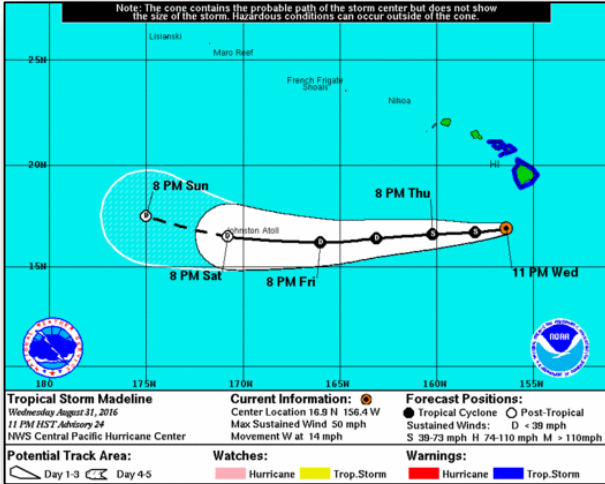 Note: The cone contains the probable path of the storm center but does not show
the size of the storm. Hazardous conditions can occur outside of the cone.
Lisianski
Maro Reef
25N
French Frigate
Shoals
Nihoa
20N
HI
8 PM Sun
8 PM Thu
Johnston Atoll
8 PM Sat
8 PM Fri
11 PM Wed
15N
NOAA
180 175W 170W 165W 160W 155W
Tropical Storm Madeline
Wednesday August 31, 2016
11 PM HST Advisory 24
NWS Central Pacific Hurricane Center
Current Information:
Center Location 16.9 N 156.4 W
Max Sustained Wind 50 mph
Movement W at 14 mph
Forecast Positions:
Tropical Cyclone Post-Tropical
Sustained Winds: D < 39 mph
S 39-73 mph H 74-110 mph M > 110mph
Potential Track Area:
Day 1-3 Day 4-5
Watches:
Hurricane Trop.Storm
Warnings:
Hurricane Trop.Storm